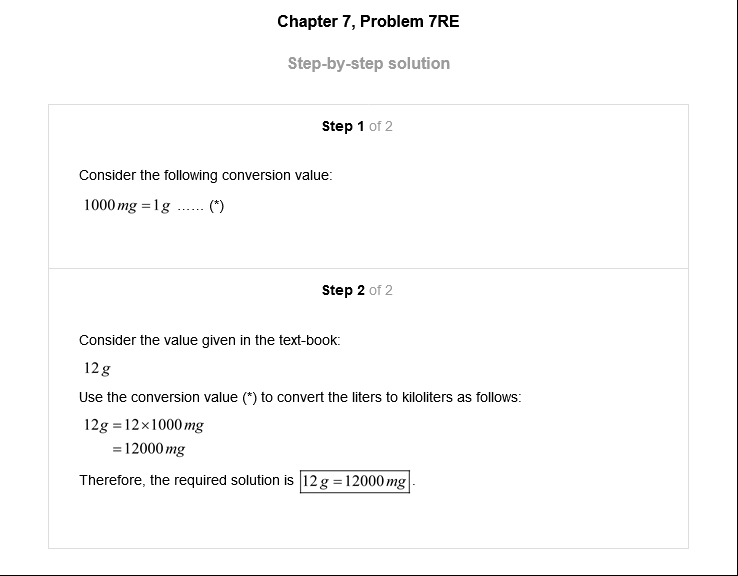 Chapter 7, Problem 7RE
Step-by-step solution
Step 1 of 2
Consider the following conversion value:
1000 mg = 1 g ...... (*)
Step 2 of 2
Consider the value given in the text-book:
12 g
Use the conversion value (*) to convert the liters to kiloliters as follows:
12g = 12×1000 mg
= 12000 mg
Therefore, the required solution is 12 g = 12000 mg.